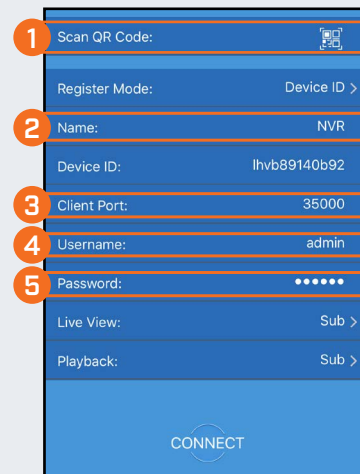 1 Scan QR Code:
Register Mode: Device ID >
2 Name: NVR
Device ID: lhvb89140b92
3 Client Port: 35000
4 Username: admin
5 Password: ••••••
Live View: Sub >
Playback: Sub >
CONNECT